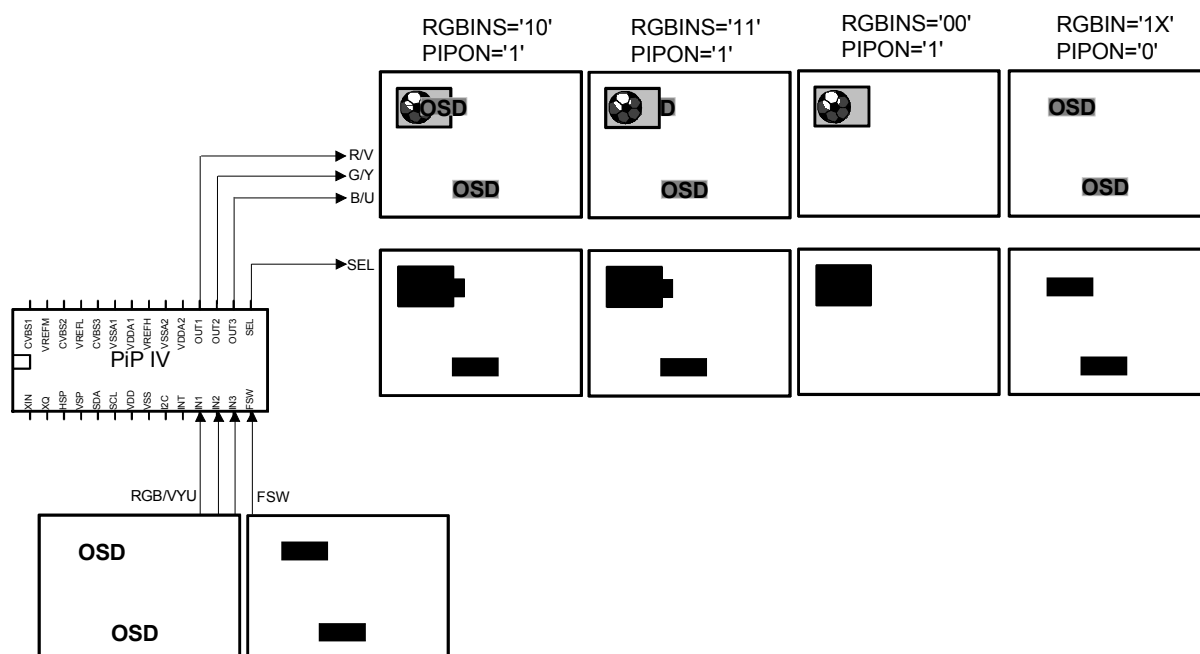 RGBINS='10'
PIPON='1'
RGBINS='11'
PIPON='1'
RGBINS='00'
PIPON='1'
RGBIN='1X'
PIPON='0'
OSD
D
OSD
OSD
OSD
OSD
R/V
G/Y
B/U
SEL
CVBS1
VREFM
CVBS2
VREFL
CVBS3
VSSA1
VDDA1
VREFH
VSSA2
VDDA2
OUT1
OUT2
OUT3
SEL
PiP IV
XIN
XQ
HSP
VSP
SDA
SCL
VDD
VSS
I2C
INT
IN1
IN2
IN3
FSW
RGB/VYU
FSW
OSD
OSD